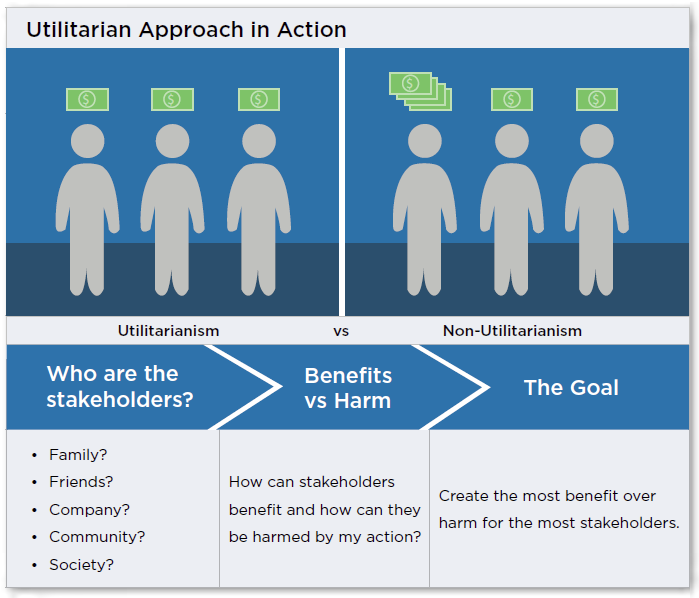 Utilitarian Approach in Action
$ $ $ $ $ $
Utilitarianism vs Non-Utilitarianism
Who are the
stakeholders?
Benefits
vs Harm
The Goal
• Family?
• Friends?
• Company?
• Community?
• Society?
How can stakeholders
benefit and how can they
be harmed by my action?
Create the most benefit over
harm for the most stakeholders.